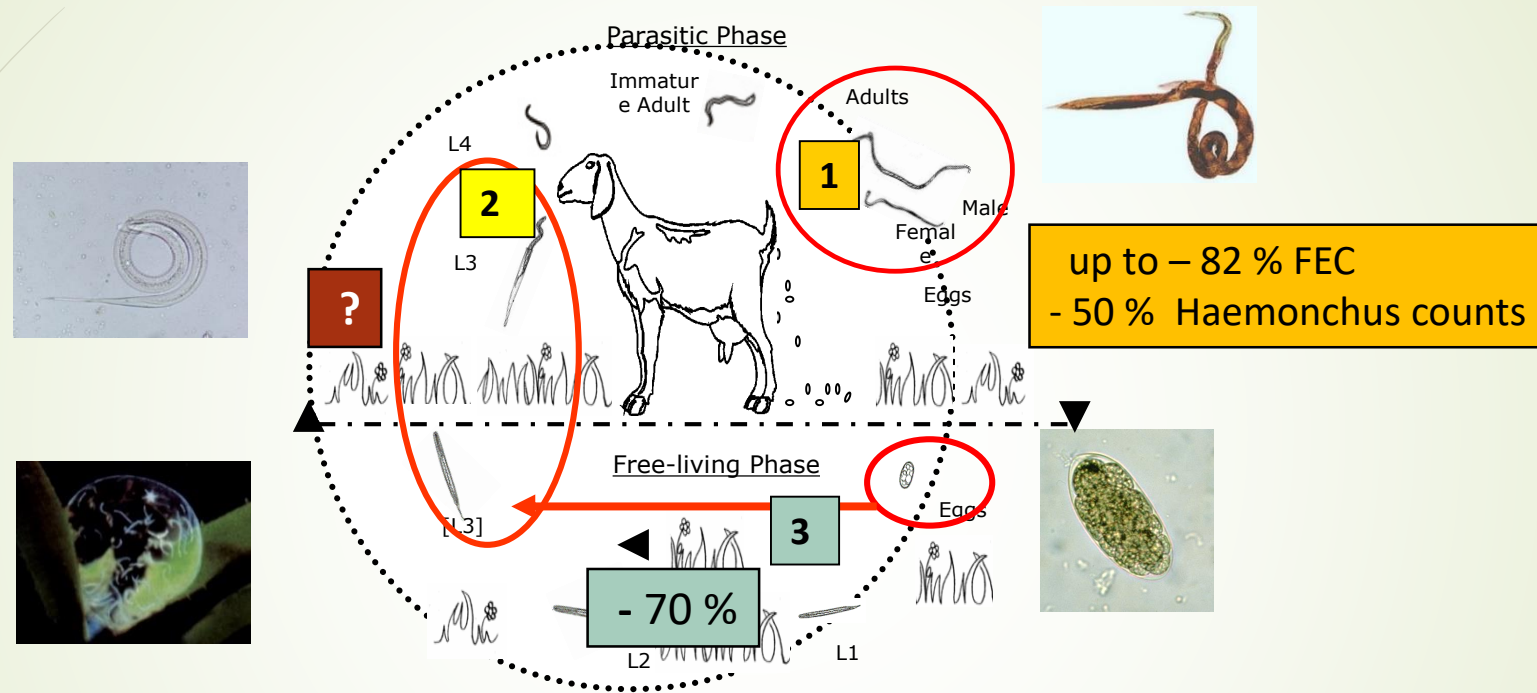 Parasitic Phase
Immatur
e Adult
Adults
L4
1
2
Male
Femal
e
L3
up to – 82 % FEC
- 50 % Haemonchus counts
?
Eggs
Free-living Phase
Eggs
[L3]
3
- 70 %
L2
L1